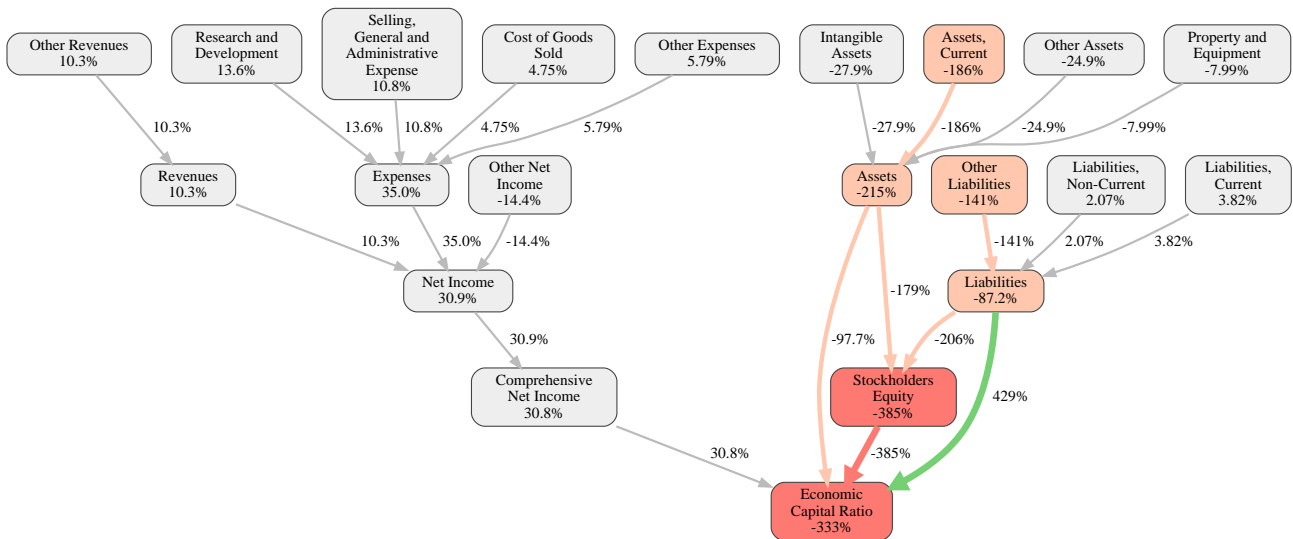 Other Revenues
10.3%
Research and
Development
13.6%
Selling,
General and
Administrative
Expense
10.8%
Cost of Goods
Sold
4.75%
Other Expenses
5.79%
Intangible
Assets
-27.9%
Assets,
Current
-186%
Other Assets
-24.9%
Property and
Equipment
-7.99%
10.3%
13.6%
10.8%
4.75%
5.79%
-27.9%
-186%
-24.9%
-7.99%
Revenues
10.3%
Expenses
35.0%
Other Net
Income
-14.4%
Assets
-215%
Other
Liabilities
-141%
Liabilities,
Non-Current
2.07%
Liabilities,
Current
3.82%
10.3%
35.0%
-14.4%
-141%
2.07%
3.82%
Net Income
30.9%
-179%
Liabilities
-87.2%
30.9%
-97.7%
-206%
Comprehensive
Net Income
30.8%
Stockholders
Equity
-385%
429%
30.8%
-385%
Economic
Capital Ratio
-333%